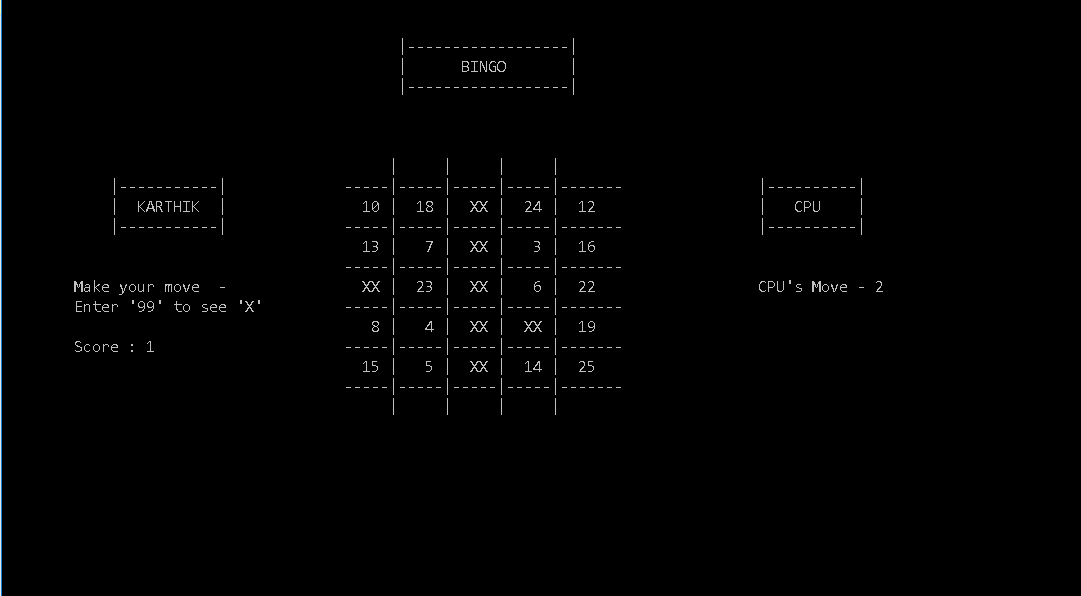 BINGO
KARTHIK
CPU
10 18 XX 24 12
13 7 XX 3 16
XX 23 XX 6 22
8 4 XX XX 19
15 5 XX 14 25
Make your move -
Enter '99' to see 'X'
Score : 1
CPU's Move - 2